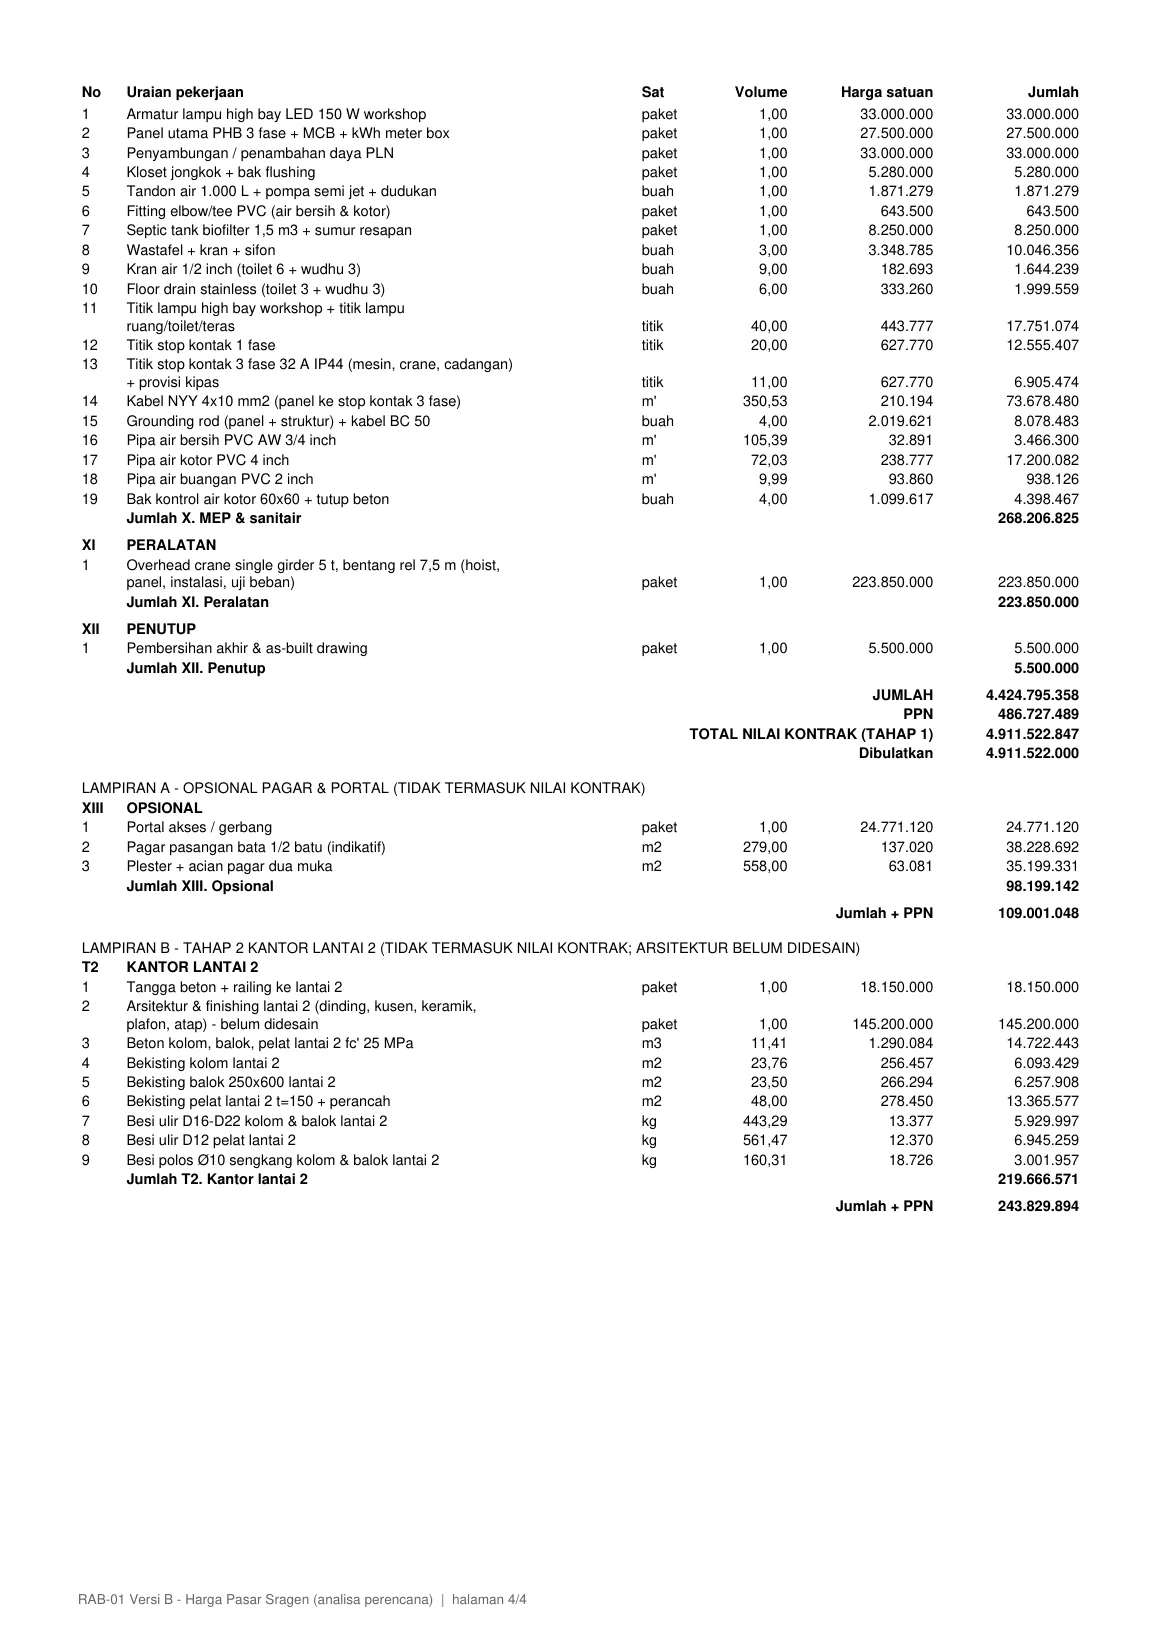 No Uraian pekerjaan Sat Volume Harga satuan Jumlah
1 Armatur lampu high bay LED 150 W workshop paket 1,00 33.000.000 33.000.000
2 Panel utama PHB 3 fase + MCB + kWh meter box paket 1,00 27.500.000 27.500.000
3 Penyambungan / penambahan daya PLN paket 1,00 33.000.000 33.000.000
4 Kloset jongkok + bak flushing paket 1,00 5.280.000 5.280.000
5 Tandon air 1.000 L + pompa semi jet + dudukan buah 1,00 1.871.279 1.871.279
6 Fitting elbow/tee PVC (air bersih & kotor) paket 1,00 643.500 643.500
7 Septic tank biofilter 1,5 m3 + sumur resapan paket 1,00 8.250.000 8.250.000
8 Wastafel + kran + sifon buah 3,00 3.348.785 10.046.356
9 Kran air 1/2 inch (toilet 6 + wudhu 3) buah 9,00 182.693 1.644.239
10 Floor drain stainless (toilet 3 + wudhu 3) buah 6,00 333.260 1.999.559
11 Titik lampu high bay workshop + titik lampu
ruang/toilet/teras titik 40,00 443.777 17.751.074
12 Titik stop kontak 1 fase titik 20,00 627.770 12.555.407
13 Titik stop kontak 3 fase 32 A IP44 (mesin, crane, cadangan)
+ provisi kipas titik 11,00 627.770 6.905.474
14 Kabel NYY 4x10 mm2 (panel ke stop kontak 3 fase) m' 350,53 210.194 73.678.480
15 Grounding rod (panel + struktur) + kabel BC 50 buah 4,00 2.019.621 8.078.483
16 Pipa air bersih PVC AW 3/4 inch m' 105,39 32.891 3.466.300
17 Pipa air kotor PVC 4 inch m' 72,03 238.777 17.200.082
18 Pipa air buangan PVC 2 inch m' 9,99 93.860 938.126
19 Bak kontrol air kotor 60x60 + tutup beton buah 4,00 1.099.617 4.398.467
Jumlah X. MEP & sanitair 268.206.825
XI PERALATAN
1 Overhead crane single girder 5 t, bentang rel 7,5 m (hoist,
panel, instalasi, uji beban) paket 1,00 223.850.000 223.850.000
Jumlah XI. Peralatan 223.850.000
XII PENUTUP
1 Pembersihan akhir & as-built drawing paket 1,00 5.500.000 5.500.000
Jumlah XII. Penutup 5.500.000
JUMLAH 4.424.795.358
PPN 486.727.489
TOTAL NILAI KONTRAK (TAHAP 1) 4.911.522.847
Dibulatkan 4.911.522.000
LAMPIRAN A - OPSIONAL PAGAR & PORTAL (TIDAK TERMASUK NILAI KONTRAK)
XIII OPSIONAL
1 Portal akses / gerbang paket 1,00 24.771.120 24.771.120
2 Pagar pasangan bata 1/2 batu (indikatif) m2 279,00 137.020 38.228.692
3 Plester + acian pagar dua muka m2 558,00 63.081 35.199.331
Jumlah XIII. Opsional 98.199.142
Jumlah + PPN 109.001.048
LAMPIRAN B - TAHAP 2 KANTOR LANTAI 2 (TIDAK TERMASUK NILAI KONTRAK; ARSITEKTUR BELUM DIDESAIN)
T2 KANTOR LANTAI 2
1 Tangga beton + railing ke lantai 2 paket 1,00 18.150.000 18.150.000
2 Arsitektur & finishing lantai 2 (dinding, kusen, keramik,
plafon, atap) - belum didesain paket 1,00 145.200.000 145.200.000
3 Beton kolom, balok, pelat lantai 2 fc' 25 MPa m3 11,41 1.290.084 14.722.443
4 Bekisting kolom lantai 2 m2 23,76 256.457 6.093.429
5 Bekisting balok 250x600 lantai 2 m2 23,50 266.294 6.257.908
6 Bekisting pelat lantai 2 t=150 + perancah m2 48,00 278.450 13.365.577
7 Besi ulir D16-D22 kolom & balok lantai 2 kg 443,29 13.377 5.929.997
8 Besi ulir D12 pelat lantai 2 kg 561,47 12.370 6.945.259
9 Besi polos Ø10 sengkang kolom & balok lantai 2 kg 160,31 18.726 3.001.957
Jumlah T2. Kantor lantai 2 219.666.571
Jumlah + PPN 243.829.894
RAB-01 Versi B - Harga Pasar Sragen (analisa perencana) | halaman 4/4